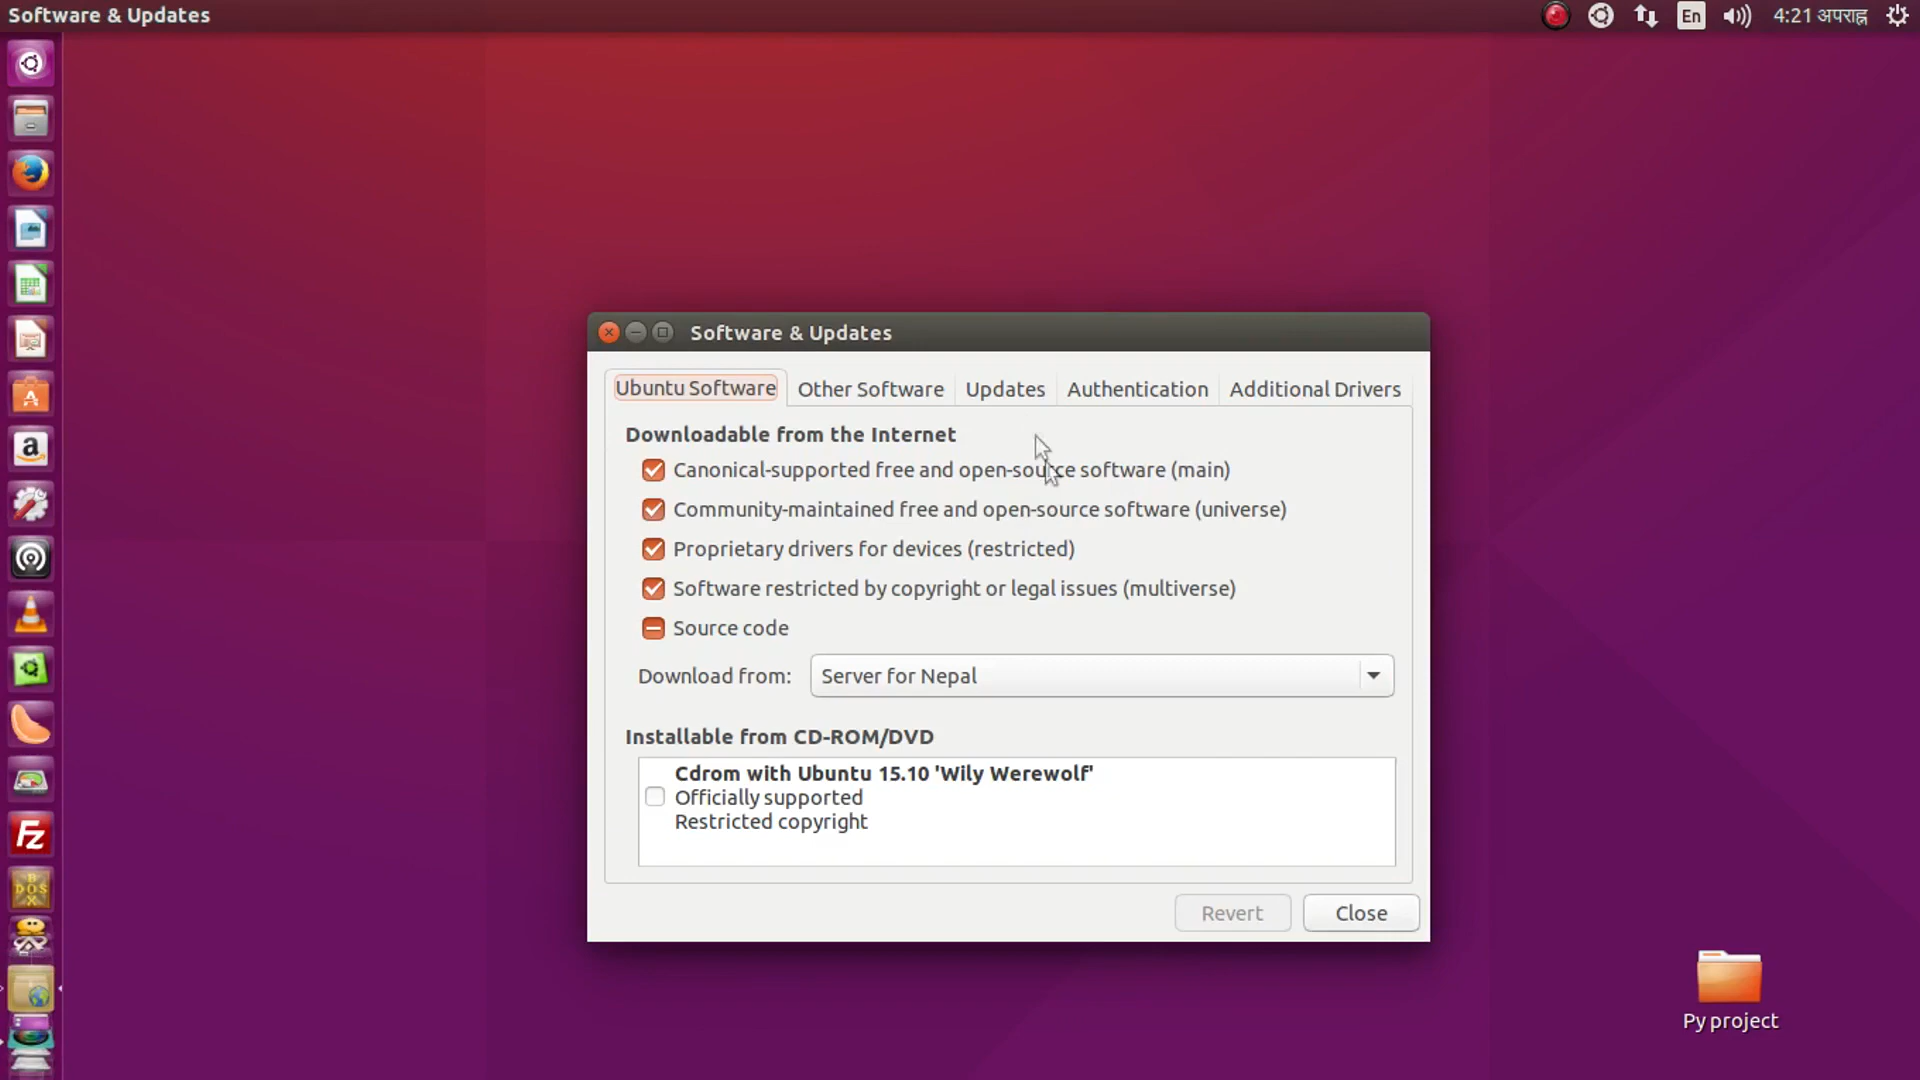 Software & Updates
En
4:21 अपराह्न
Software & Updates
Ubuntu Software
Other Software
Updates
Authentication
Additional Drivers
Downloadable from the Internet
Canonical-supported free and open-source software (main)
Community-maintained free and open-source software (universe)
Proprietary drivers for devices (restricted)
Software restricted by copyright or legal issues (multiverse)
Source code
Download from:
Server for Nepal
Installable from CD-ROM/DVD
Cdrom with Ubuntu 15.10 'Wily Werewolf'
Officially supported
Restricted copyright
Revert
Close
a
Fz
DOS
Py project